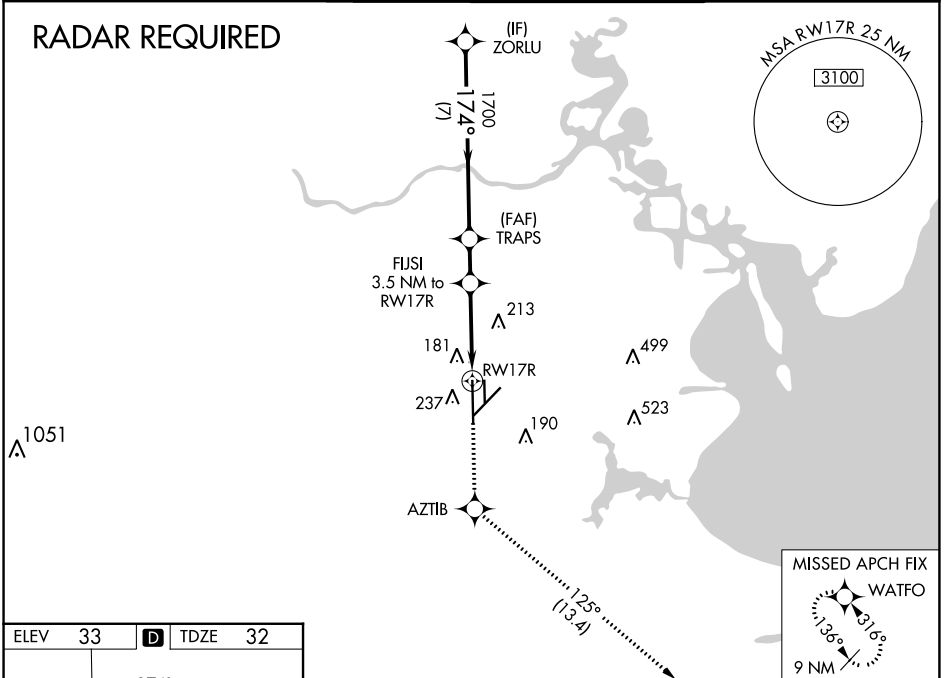 RADAR REQUIRED
(IF)
ZORLU
1700
174°
(7)
MSA RW17R 25 NM
3100
(FAF)
TRAPS
FIJSI
3.5 NM to
RW17R
213
181
499
RW17R
237
523
190
1051
AZTIB
125°
(13.4)
MISSED APCH FIX
WATFO
316°
136°
9 NM
ELEV 33 D TDZE 32